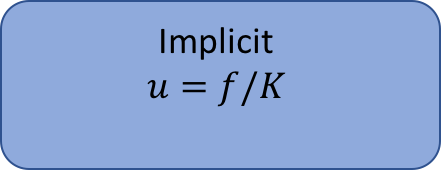 Implicit
u = f/K